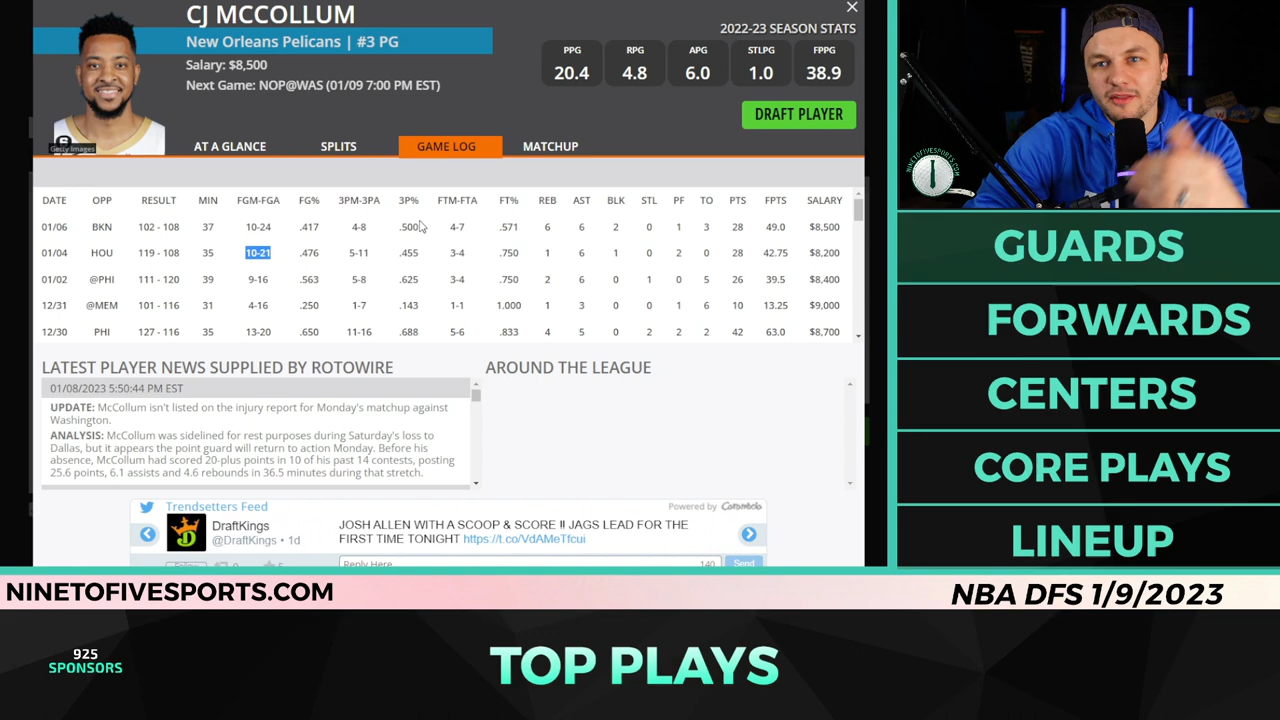 CJ MCCOLLUM
New Orleans Pelicans | #3 PG
Salary: $8,500
Next Game: NOP@WAS (01/09 7:00 PM EST)
Getty Images
2022-23 SEASON STATS
PPG RPG APG STLPG FPPG
20.4 4.8 6.0 1.0 38.9
DRAFT PLAYER
AT A GLANCE SPLITS GAME LOG MATCHUP
DATE OPP RESULT MIN FGM-FGA FG% 3PM-3PA 3P% FTM-FTA FT% REB AST BLK STL PF TO PTS FPTS SALARY
01/06 BKN 102 - 108 37 10-24 .417 4-8 .500 4-7 .571 6 6 2 0 1 3 28 49.0 $8,500
01/04 HOU 119 - 108 35 10-21 .476 5-11 .455 3-4 .750 1 6 1 0 2 0 28 42.75 $8,200
01/02 @PHI 111 - 120 39 9-16 .563 5-8 .625 3-4 .750 2 6 0 1 0 5 26 39.5 $8,400
12/31 @MEM 101 - 116 31 4-16 .250 1-7 .143 1-1 1.000 1 3 0 0 1 6 10 13.25 $9,000
12/30 PHI 127 - 116 35 13-20 .650 11-16 .688 5-6 .833 4 5 0 2 2 2 42 63.0 $8,700
LATEST PLAYER NEWS SUPPLIED BY ROTOWIRE
01/08/2023 5:50:44 PM EST
UPDATE: McCollum isn't listed on the injury report for Monday's matchup against
Washington.
ANALYSIS: McCollum was sidelined for rest purposes during Saturday's loss to
Dallas, but it appears the point guard will return to action Monday. Before his
absence, McCollum had scored 20-plus points in 10 of his past 14 contests, posting
25.6 points, 6.1 assists and 4.6 rebounds in 36.5 minutes during that stretch.
AROUND THE LEAGUE
Trendsetters Feed
Powered by
DraftKings
@DraftKings • 1d
JOSH ALLEN WITH A SCOOP & SCORE !! JAGS LEAD FOR THE
FIRST TIME TONIGHT https://t.co/VdAMeTfcui
Reply Here
140
Send
NINETOFIVESPORTS
GUARDS
FORWARDS
CENTERS
CORE PLAYS
LINEUP
NINETOFIVESPORTS.COM
NBA DFS 1/9/2023
925
SPONSORS
TOP PLAYS